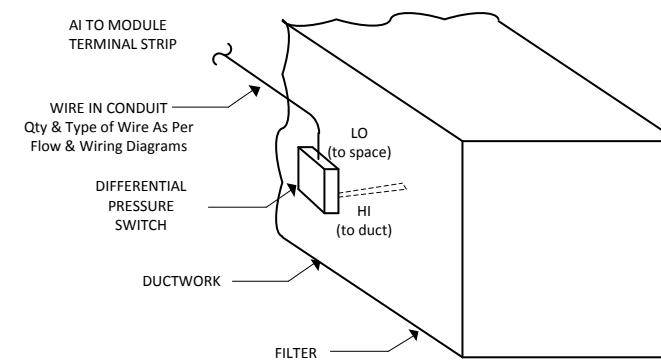 AI TO MODULE
TERMINAL STRIP
WIRE IN CONDUIT
Qty & Type of Wire As Per
Flow & Wiring Diagrams
LO
(to space)
DIFFERENTIAL
PRESSURE
SWITCH
HI
(to duct)
DUCTWORK
FILTER